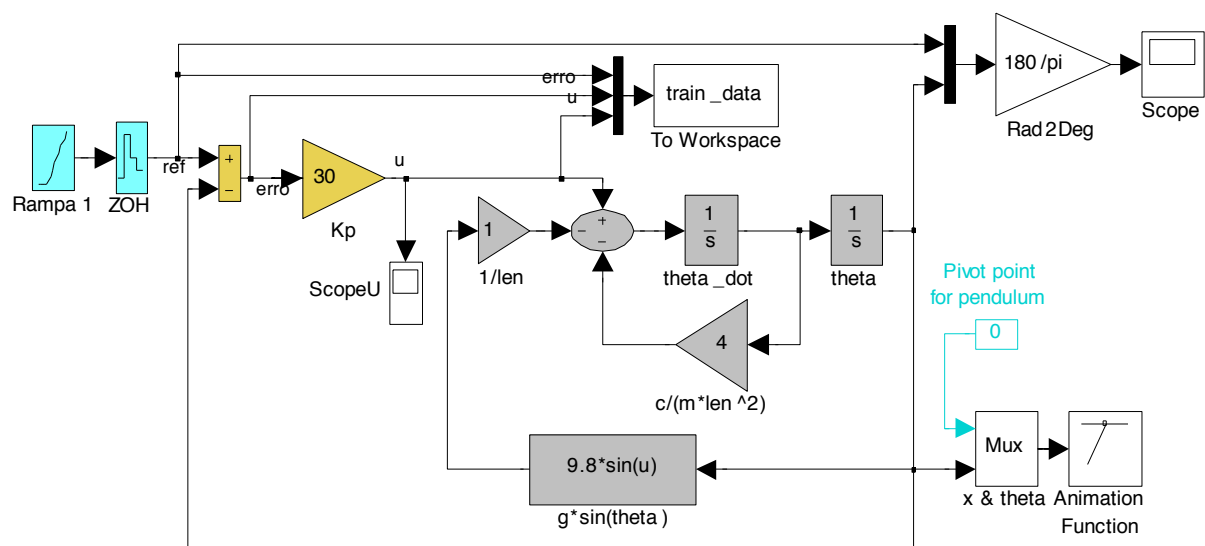 180 /pi
Rad2Deg
Scope
erro
u
train _data
To Workspace
Rampa 1
ZOH
ref
+
−
erro
30
Kp
u
ScopeU
1
1/len
+
−
−
1
s
theta _dot
1
s
theta
4
c/(m*len ^2)
9.8*sin(u)
g*sin(theta )
Pivot point
for pendulum
0
Mux
x & theta
Animation
Function